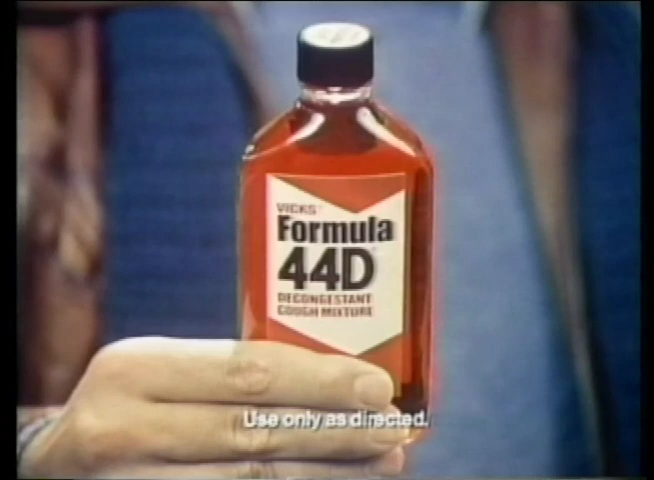 VICKS
Formula
44D
DECONGESTANT
COUGH MIXTURE
Use only as directed.